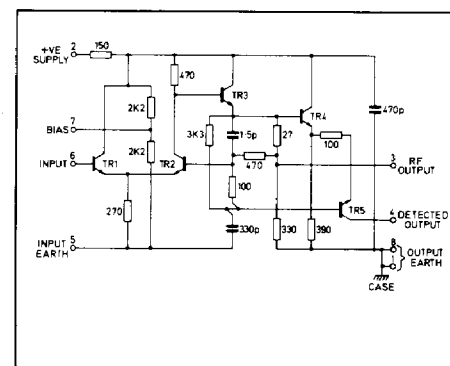 +VE 2
SUPPLY
150
470
TR3
TR4
2K2
470p
BIAS 7
3K3
1·5p
27
2K2
100
3 RF
OUTPUT
INPUT 6
TR1
TR2
470
100
4 DETECTED
OUTPUT
TR5
270
330p
330
390
INPUT 5
EARTH
8
1
OUTPUT
EARTH
CASE